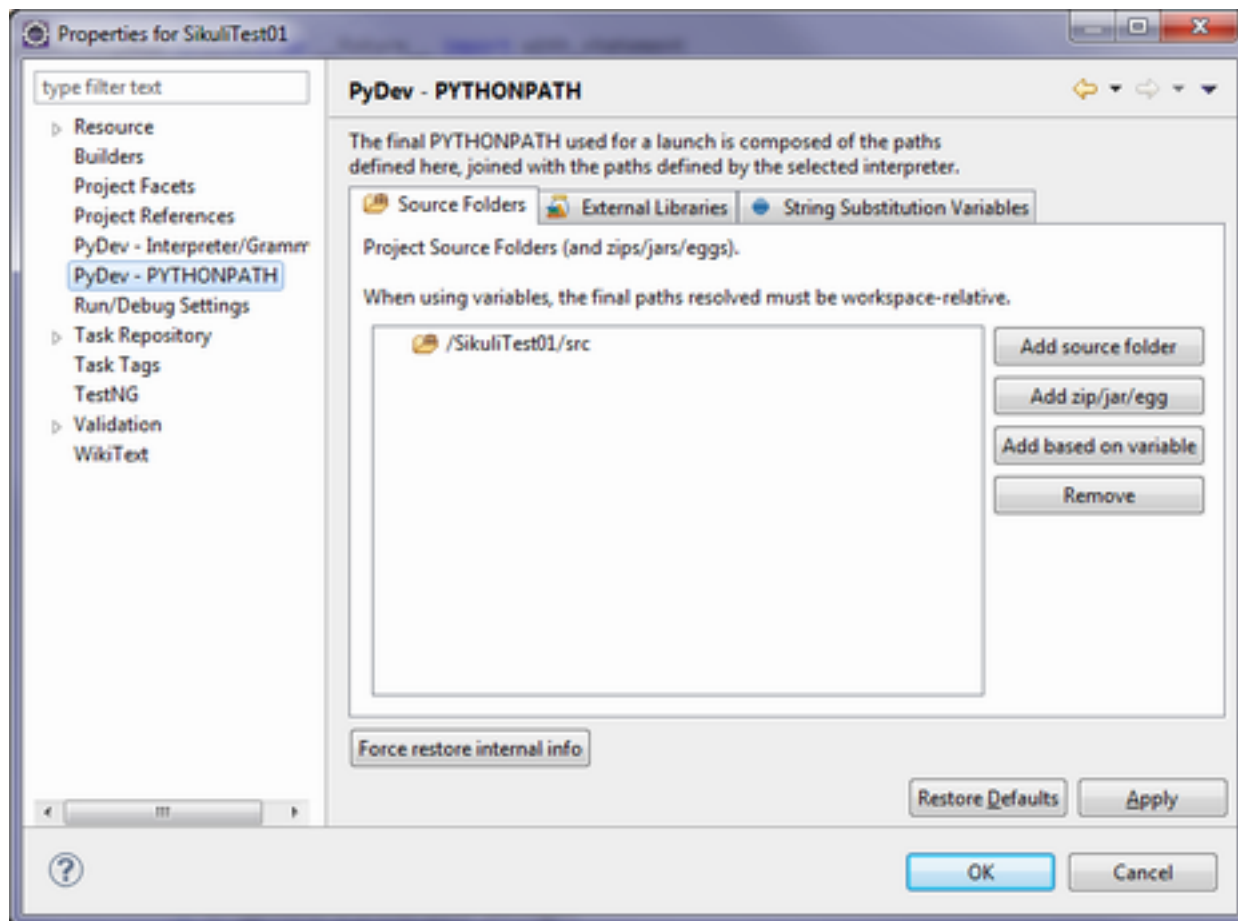 Properties for SikuliTest01
type filter text
Resource
Builders
Project Facets
Project References
PyDev - Interpreter/Gramm
PyDev - PYTHONPATH
Run/Debug Settings
Task Repository
Task Tags
TestNG
Validation
WikiText
PyDev - PYTHONPATH
The final PYTHONPATH used for a launch is composed of the paths
defined here, joined with the paths defined by the selected interpreter.
Source Folders External Libraries String Substitution Variables
Project Source Folders (and zips/jars/eggs).
When using variables, the final paths resolved must be workspace-relative.
/SikuliTest01/src
Add source folder
Add zip/jar/egg
Add based on variable
Remove
Force restore internal info
Restore Defaults Apply
OK Cancel